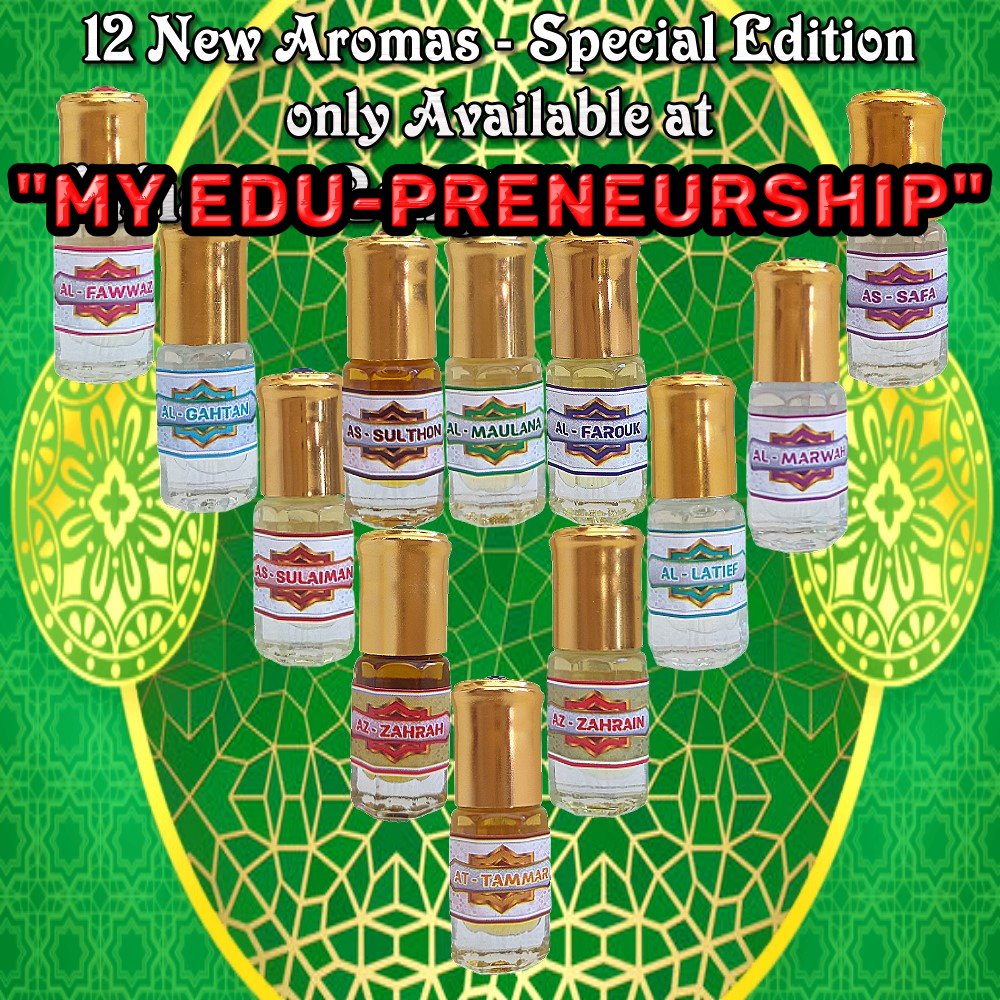 12 New Aromas - Special Edition
only Available at
"MY EDU-PRENEURSHIP"
AL - FAWWAZ
AS - SAFA
AL - GAHTAN
AS - SULTHON
AL - MAULANA
AL - FAROUK
AL - MARWAH
AS - SULAIMAN
AL - LATIEF
AZ - ZAHRAH
AZ - ZAHRAIN
AT - TAMMAR